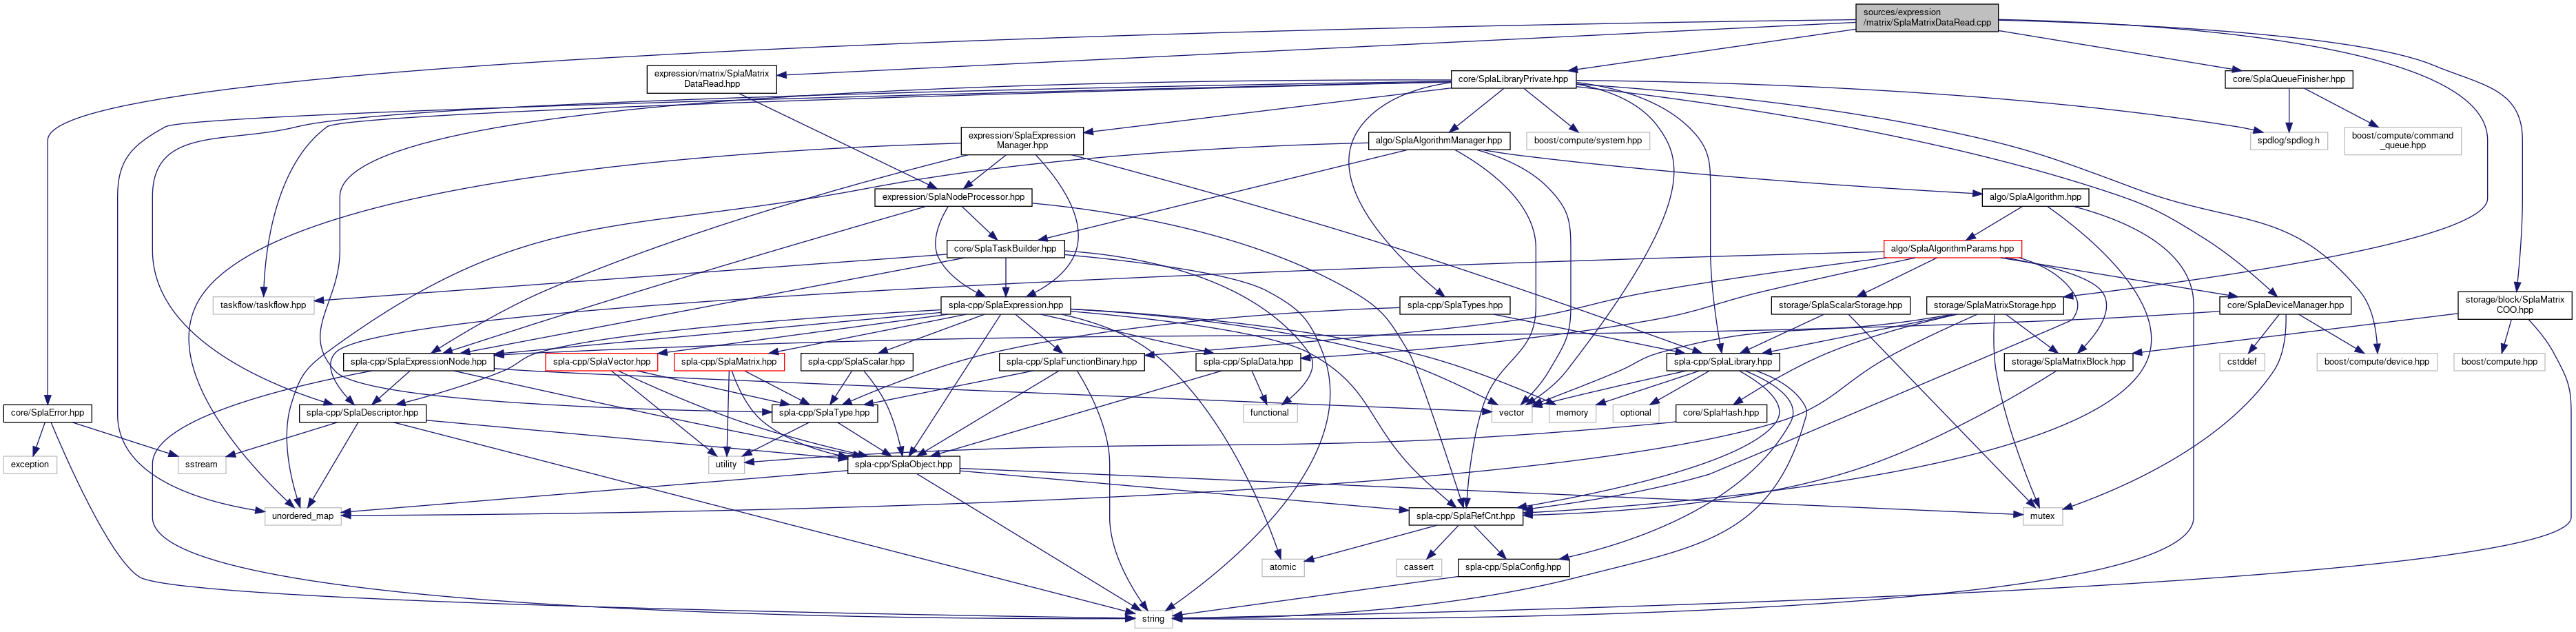 sources/expression
/matrix/SplaMatrixDataRead.cpp
expression/matrix/SplaMatrix
DataRead.hpp
core/SplaLibraryPrivate.hpp
core/SplaQueueFinisher.hpp
expression/SplaExpression
Manager.hpp
algo/SplaAlgorithmManager.hpp
boost/compute/system.hpp
spdlog/spdlog.h
boost/compute/command
_queue.hpp
expression/SplaNodeProcessor.hpp
algo/SplaAlgorithm.hpp
core/SplaTaskBuilder.hpp
algo/SplaAlgorithmParams.hpp
taskflow/taskflow.hpp
spla-cpp/SplaExpression.hpp
spla-cpp/SplaTypes.hpp
storage/SplaScalarStorage.hpp
storage/SplaMatrixStorage.hpp
core/SplaDeviceManager.hpp
storage/block/SplaMatrix
COO.hpp
spla-cpp/SplaExpressionNode.hpp
spla-cpp/SplaVector.hpp
spla-cpp/SplaMatrix.hpp
spla-cpp/SplaScalar.hpp
spla-cpp/SplaFunctionBinary.hpp
spla-cpp/SplaData.hpp
spla-cpp/SplaLibrary.hpp
storage/SplaMatrixBlock.hpp
cstddef
boost/compute/device.hpp
boost/compute.hpp
core/SplaError.hpp
spla-cpp/SplaDescriptor.hpp
spla-cpp/SplaType.hpp
functional
vector
memory
optional
core/SplaHash.hpp
exception
sstream
utility
spla-cpp/SplaObject.hpp
unordered_map
spla-cpp/SplaRefCnt.hpp
mutex
atomic
cassert
spla-cpp/SplaConfig.hpp
string